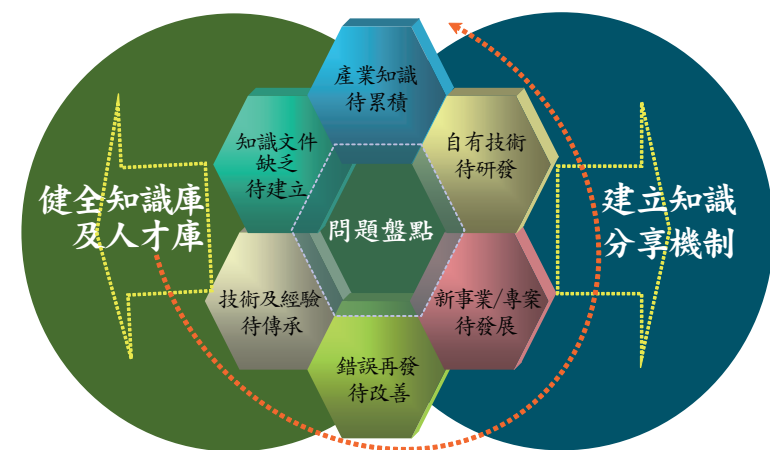 產業知識
待累積
知識文件
缺乏
待建立
自有技術
待研發
健全知識庫
及人才庫
問題盤點
建立知識
分享機制
技術及經驗
待傳承
新事業/專案
待發展
錯誤再發
待改善